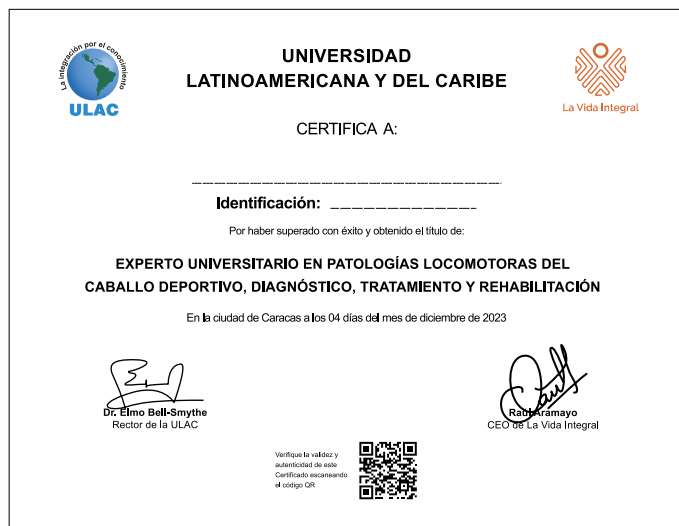 La integración por el conocimiento
ULAC
UNIVERSIDAD
LATINOAMERICANA Y DEL CARIBE
La Vida Integral
CERTIFICA A:
Identificación:
Por haber superado con éxito y obtenido el título de:
EXPERTO UNIVERSITARIO EN PATOLOGÍAS LOCOMOTORAS DEL
CABALLO DEPORTIVO, DIAGNÓSTICO, TRATAMIENTO Y REHABILITACIÓN
En la ciudad de Caracas a los 04 días del mes de diciembre de 2023
Dr. Elmo Bell-Smythe
Rector de la ULAC
Raúl Aramayo
CEO de La Vida Integral
Verifique la validez y
autenticidad de este
Certificado escaneando
el código QR